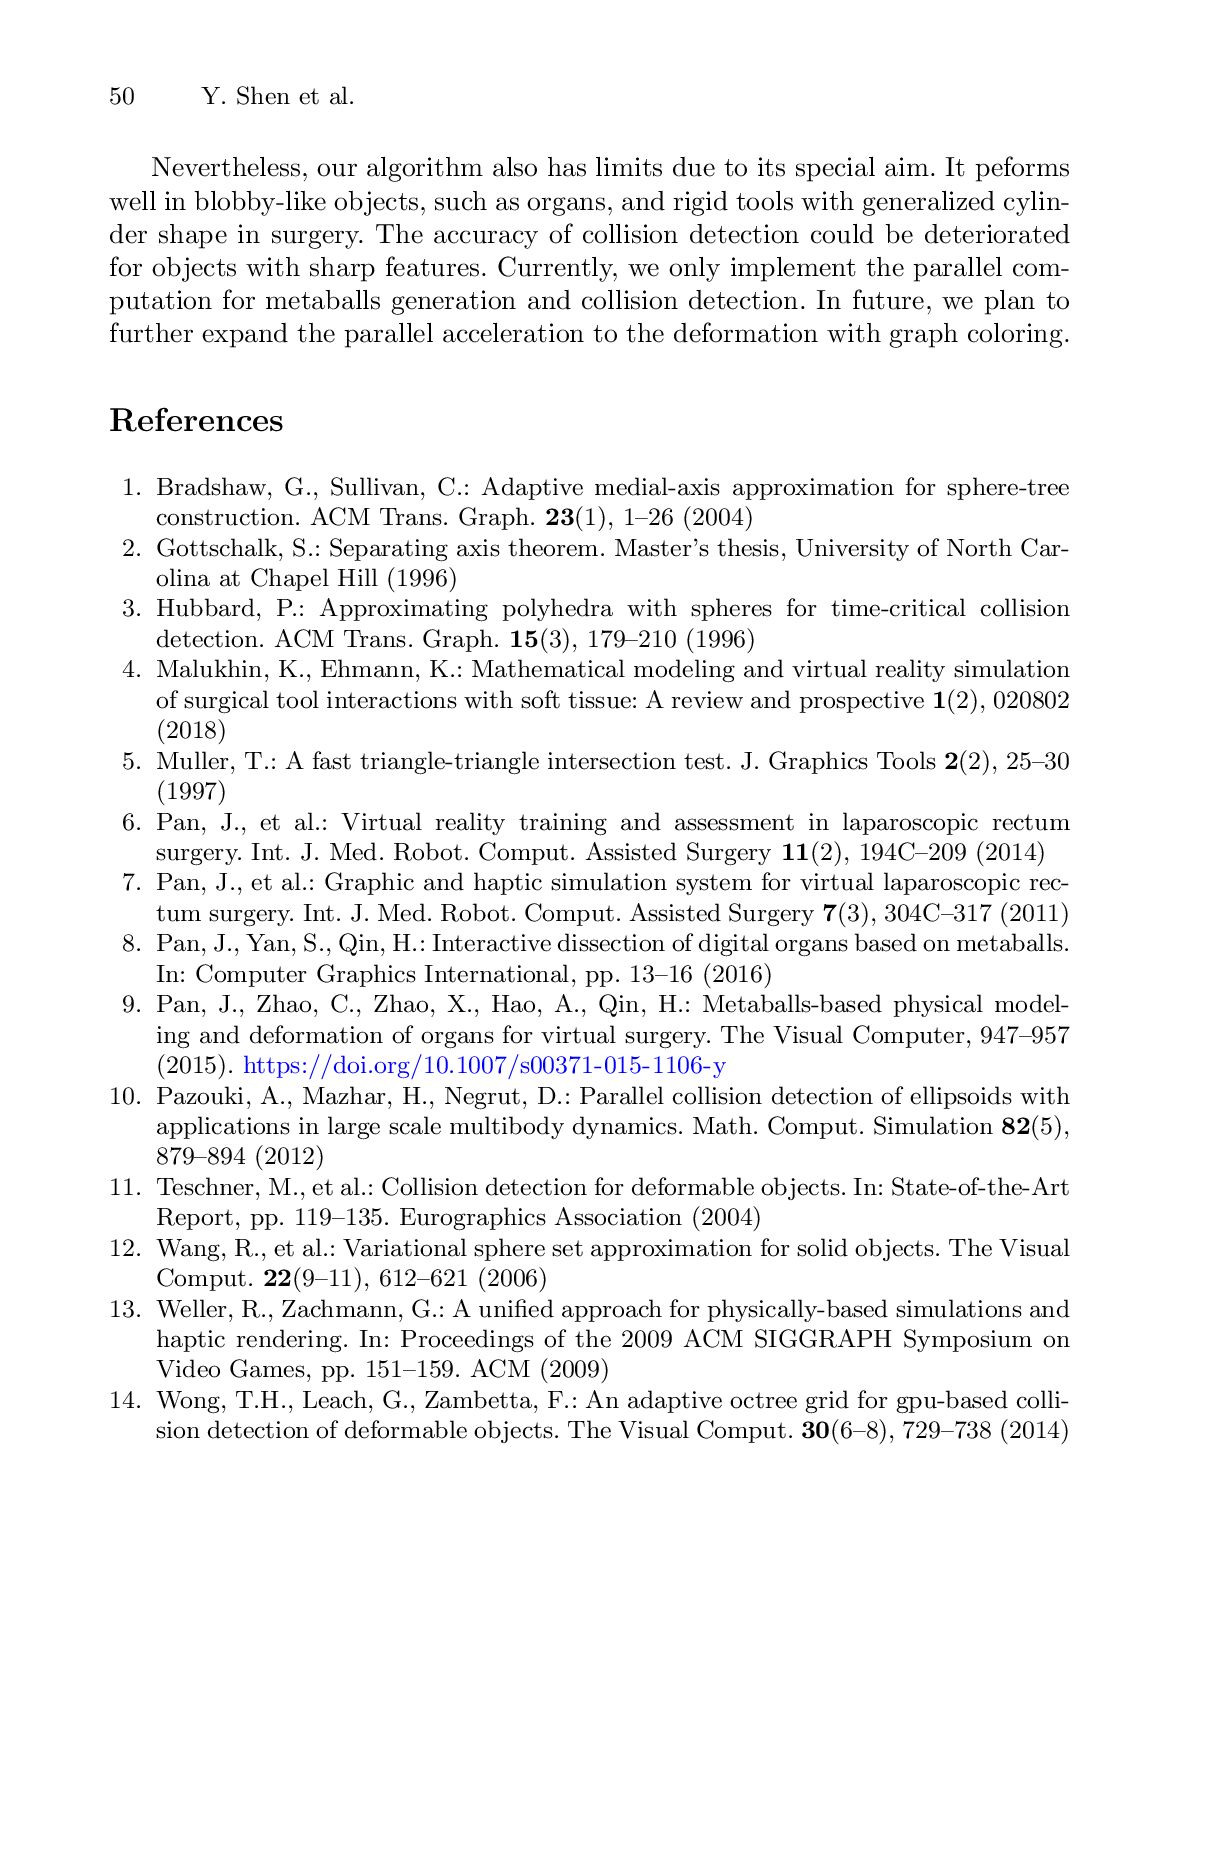 50 Y. Shen et al.
Nevertheless, our algorithm also has limits due to its special aim. It peforms
well in blobby-like objects, such as organs, and rigid tools with generalized cylin-
der shape in surgery. The accuracy of collision detection could be deteriorated
for objects with sharp features. Currently, we only implement the parallel com-
putation for metaballs generation and collision detection. In future, we plan to
further expand the parallel acceleration to the deformation with graph coloring.
References
1. Bradshaw, G., Sullivan, C.: Adaptive medial-axis approximation for sphere-tree
construction. ACM Trans. Graph. 23(1), 1–26 (2004)
2. Gottschalk, S.: Separating axis theorem. Master's thesis, University of North Car-
olina at Chapel Hill (1996)
3. Hubbard, P.: Approximating polyhedra with spheres for time-critical collision
detection. ACM Trans. Graph. 15(3), 179–210 (1996)
4. Malukhin, K., Ehmann, K.: Mathematical modeling and virtual reality simulation
of surgical tool interactions with soft tissue: A review and prospective 1(2), 020802
(2018)
5. Muller, T.: A fast triangle-triangle intersection test. J. Graphics Tools 2(2), 25–30
(1997)
6. Pan, J., et al.: Virtual reality training and assessment in laparoscopic rectum
surgery. Int. J. Med. Robot. Comput. Assisted Surgery 11(2), 194C–209 (2014)
7. Pan, J., et al.: Graphic and haptic simulation system for virtual laparoscopic rec-
tum surgery. Int. J. Med. Robot. Comput. Assisted Surgery 7(3), 304C–317 (2011)
8. Pan, J., Yan, S., Qin, H.: Interactive dissection of digital organs based on metaballs.
In: Computer Graphics International, pp. 13–16 (2016)
9. Pan, J., Zhao, C., Zhao, X., Hao, A., Qin, H.: Metaballs-based physical model-
ing and deformation of organs for virtual surgery. The Visual Computer, 947–957
(2015). https://doi.org/10.1007/s00371-015-1106-y
10. Pazouki, A., Mazhar, H., Negrut, D.: Parallel collision detection of ellipsoids with
applications in large scale multibody dynamics. Math. Comput. Simulation 82(5),
879–894 (2012)
11. Teschner, M., et al.: Collision detection for deformable objects. In: State-of-the-Art
Report, pp. 119–135. Eurographics Association (2004)
12. Wang, R., et al.: Variational sphere set approximation for solid objects. The Visual
Comput. 22(9–11), 612–621 (2006)
13. Weller, R., Zachmann, G.: A unified approach for physically-based simulations and
haptic rendering. In: Proceedings of the 2009 ACM SIGGRAPH Symposium on
Video Games, pp. 151–159. ACM (2009)
14. Wong, T.H., Leach, G., Zambetta, F.: An adaptive octree grid for gpu-based colli-
sion detection of deformable objects. The Visual Comput. 30(6–8), 729–738 (2014)